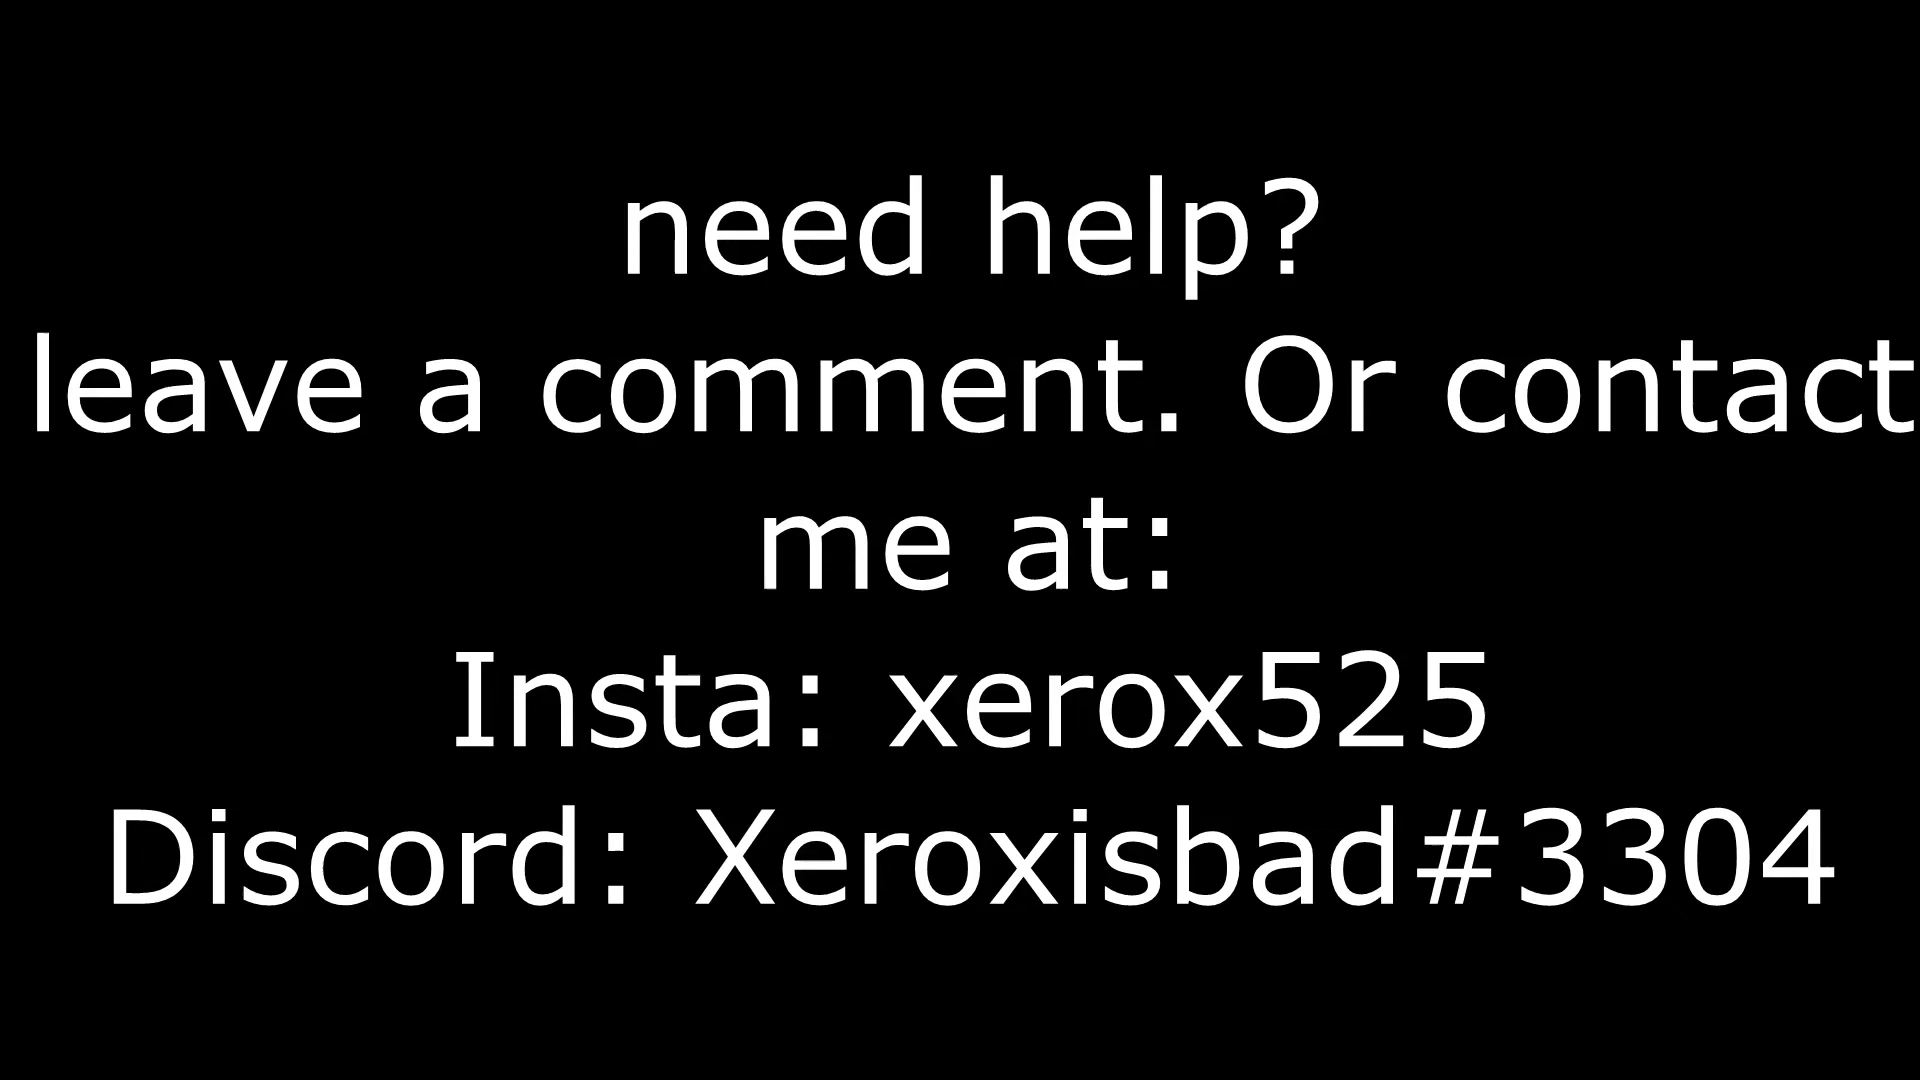 need help?
leave a comment. Or contact
me at:
Insta: xerox525
Discord: Xeroxisbad#3304